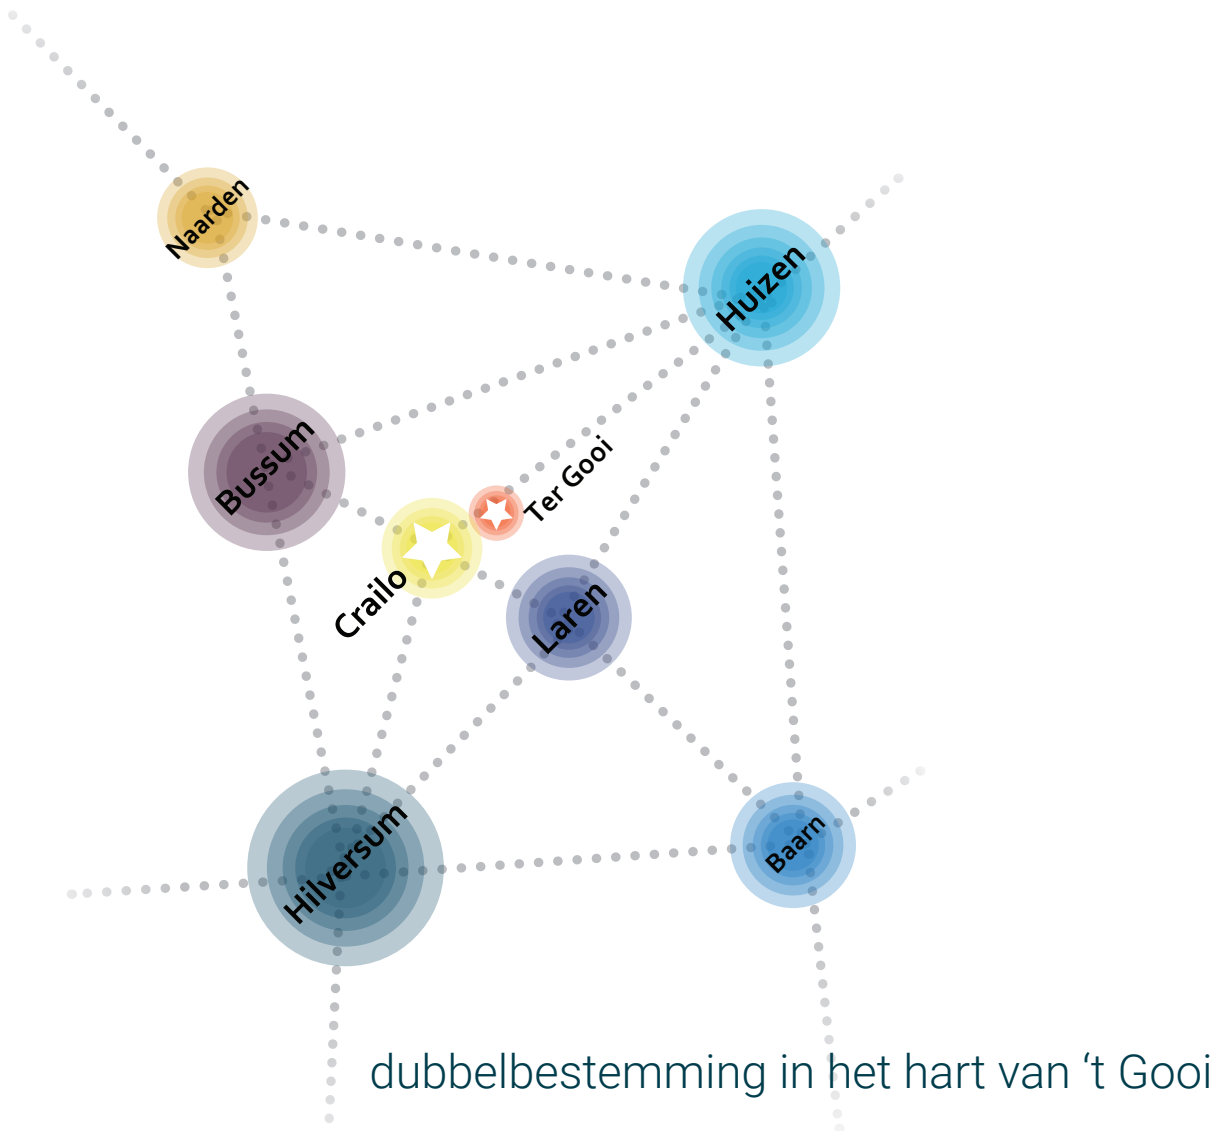 Naarden
Huizen
Bussum
Ter Gooi
Crailo
Laren
Hilversum
Baarn
dubbelbestemming in het hart van ‘t Gooi